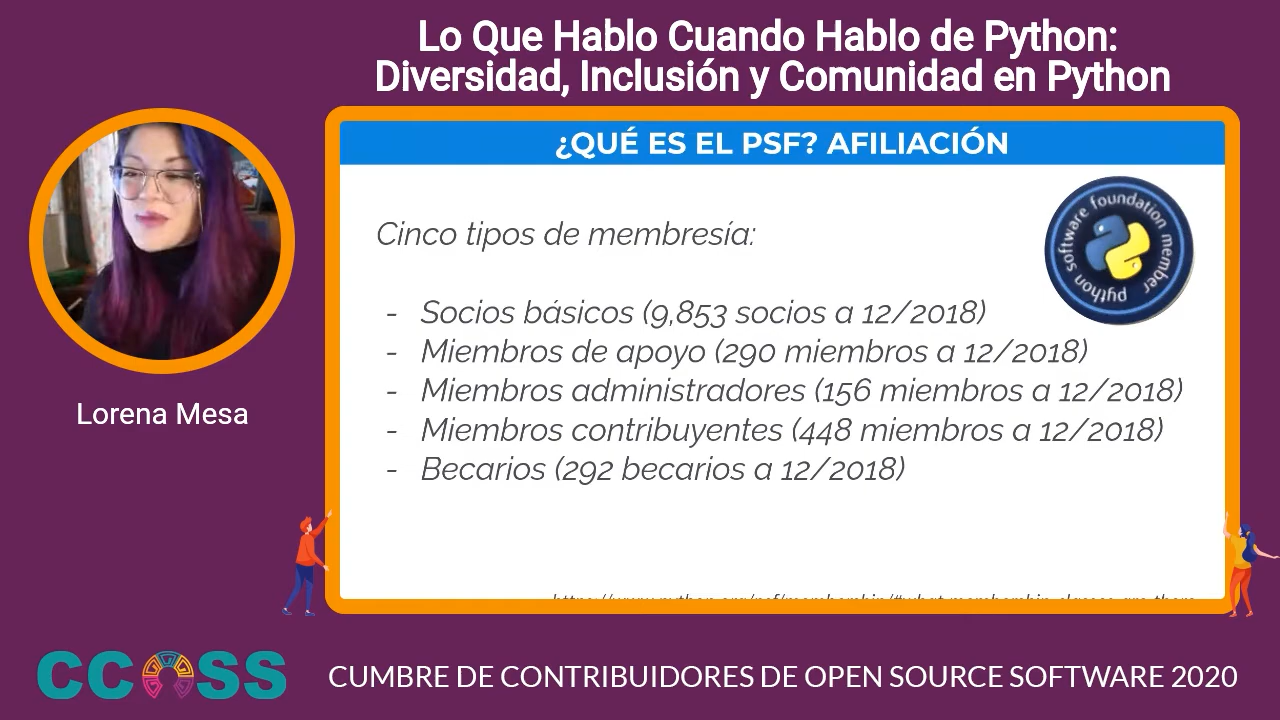 Lo Que Hablo Cuando Hablo de Python:
Diversidad, Inclusión y Comunidad en Python
¿QUÉ ES EL PSF? AFILIACIÓN
python software foundation member
Cinco tipos de membresía:
- Socios básicos (9,853 socios a 12/2018)
- Miembros de apoyo (290 miembros a 12/2018)
- Miembros administradores (156 miembros a 12/2018)
- Miembros contribuyentes (448 miembros a 12/2018)
- Becarios (292 becarios a 12/2018)
Lorena Mesa
CCOSS
CUMBRE DE CONTRIBUIDORES DE OPEN SOURCE SOFTWARE 2020